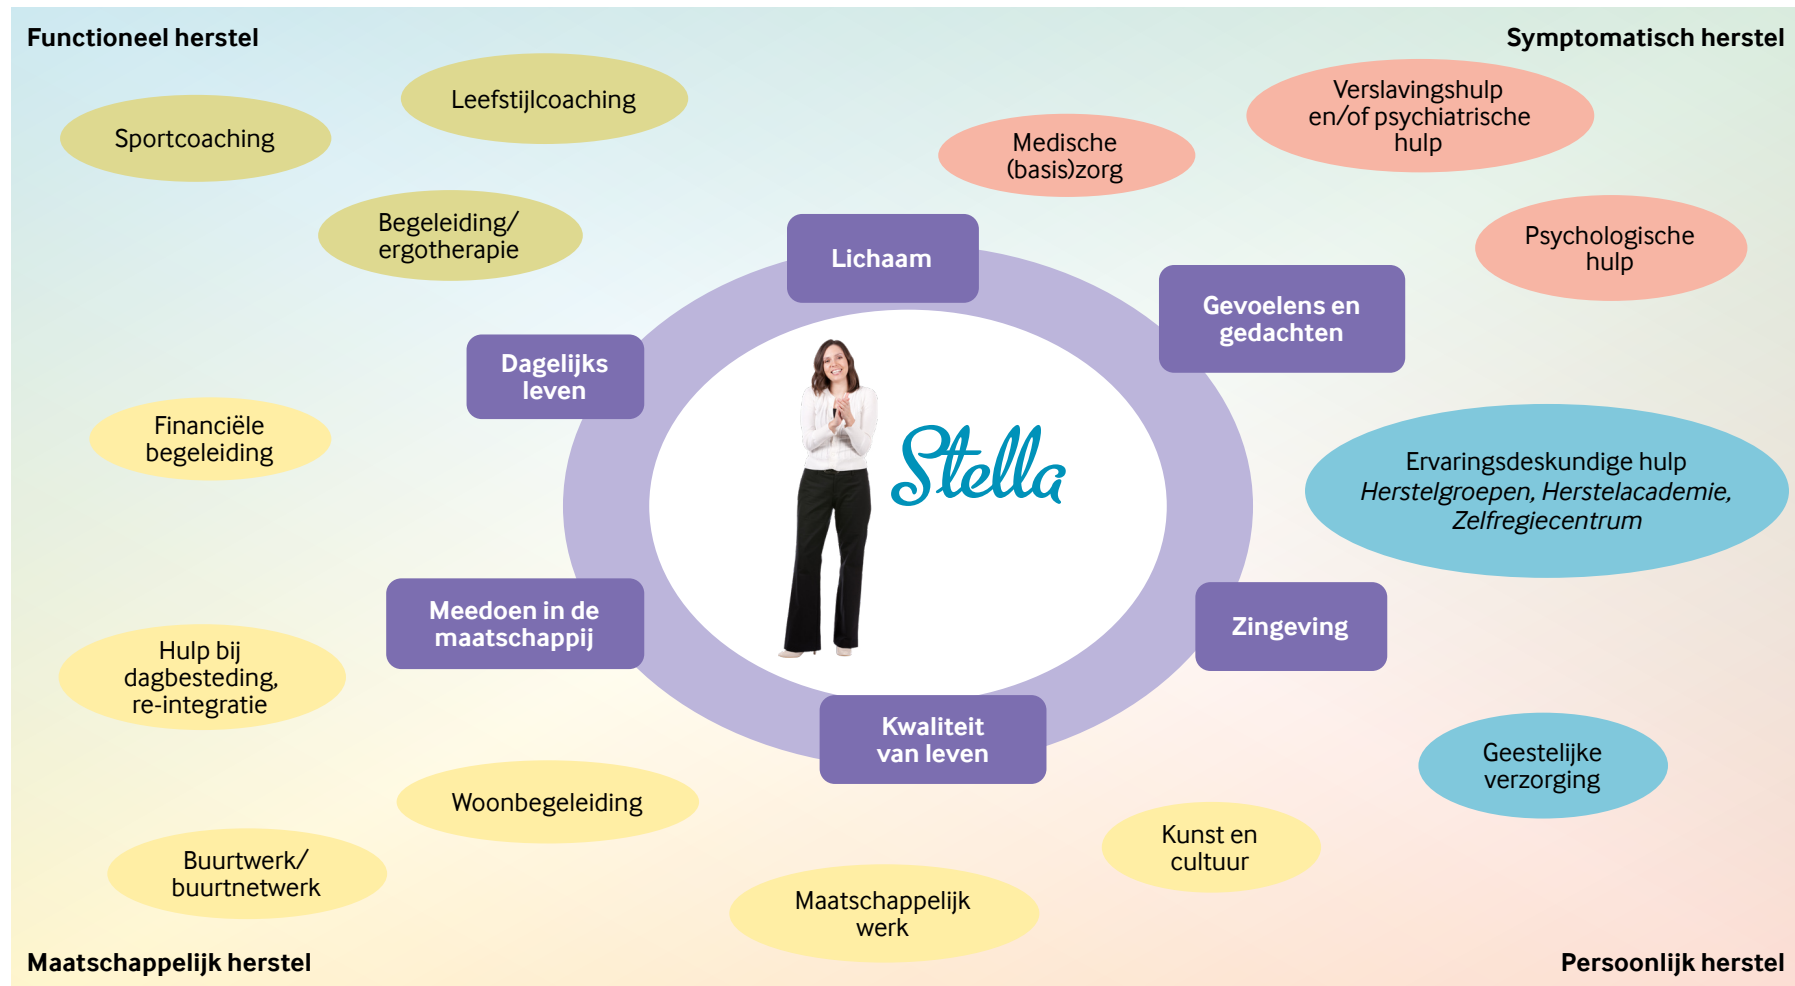 Functioneel herstel
Symptomatisch herstel
Leefstijlcoaching
Sportcoaching
Begeleiding/
ergotherapie
Medische
(basis)zorg
Verslavingshulp
en/of psychiatrische
hulp
Psychologische
hulp
Lichaam
Gevoelens en
gedachten
Dagelijks
leven
Financiële
begeleiding
Stella
Ervaringsdeskundige hulp
Herstelgroepen, Herstelacademie,
Zelfregiecentrum
Meedoen in de
maatschappij
Zingeving
Hulp bij
dagbesteding,
re-integratie
Kwaliteit
van leven
Geestelijke
verzorging
Woonbegeleiding
Kunst en
cultuur
Buurtwerk/
buurtnetwerk
Maatschappelijk
werk
Maatschappelijk herstel
Persoonlijk herstel